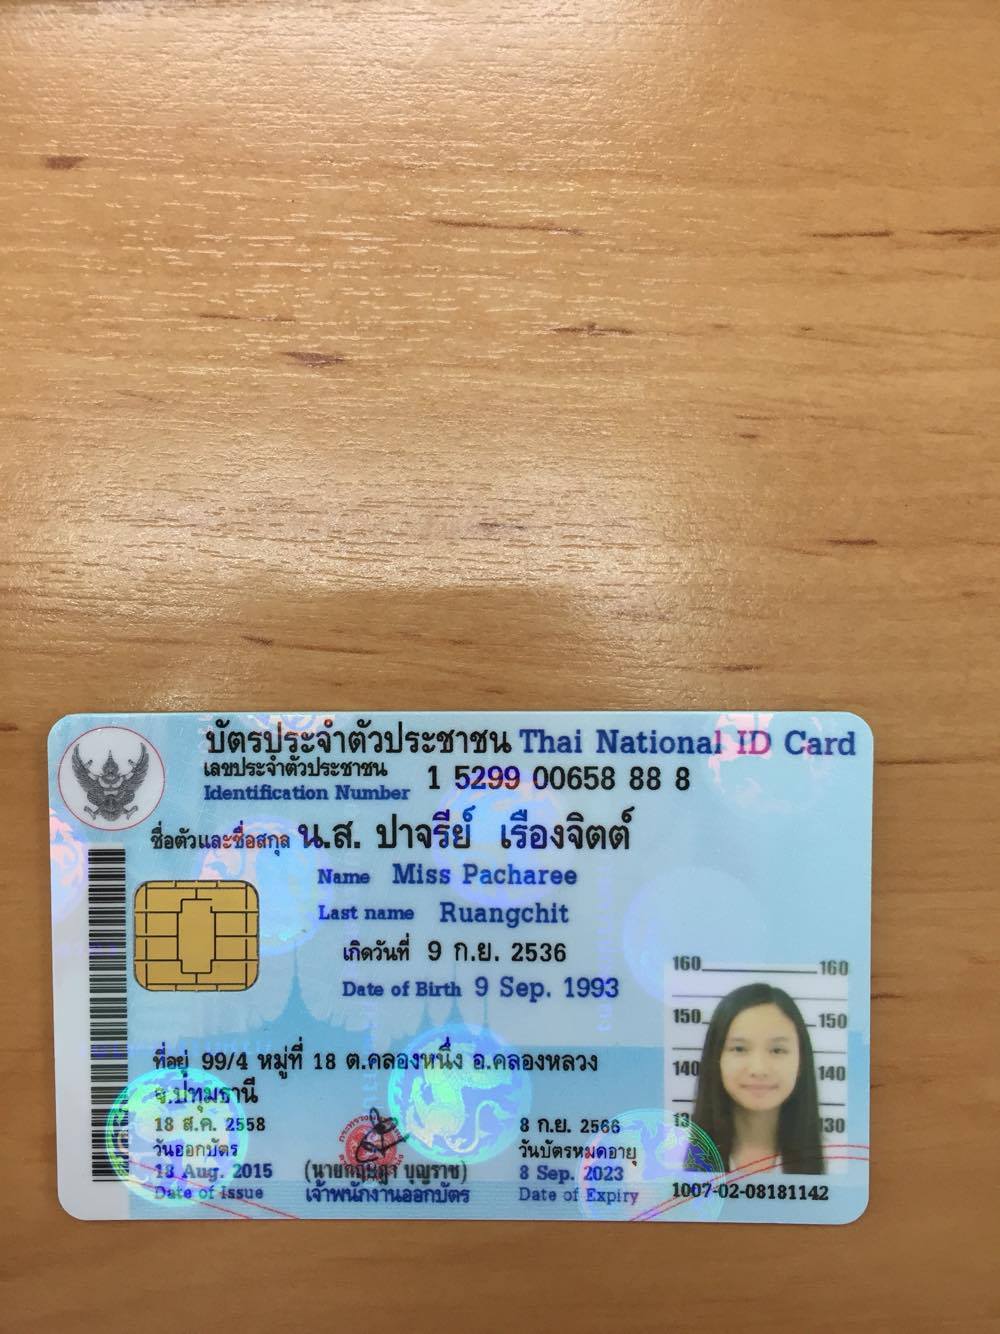 บัตรประจำตัวประชาชน Thai National ID Card
เลขประจำตัวประชาชน
Identification Number 1 5299 00658 88 8
ชื่อตัวและชื่อสกุล น.ส. ปาจรีย์ เรืองจิตต์
Name Miss Pacharee
Last name Ruangchit
เกิดวันที่ 9 ก.ย. 2536
Date of Birth 9 Sep. 1993
160 160
150 150
140 140
13 130
ที่อยู่ 99/4 หมู่ที่ 18 ต.คลองหนึ่ง อ.คลองหลวง
จ.ปทุมธานี
18 ส.ค. 2558
วันออกบัตร
18 Aug. 2015
Date of Issue
(นายกฤษฎา บุญราช)
เจ้าพนักงานออกบัตร
8 ก.ย. 2566
วันบัตรหมดอายุ
8 Sep. 2023
Date of Expiry
1007-02-08181142